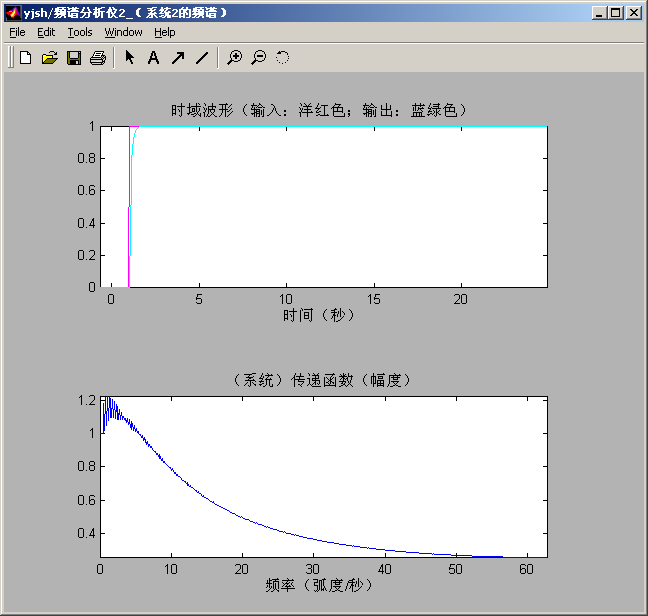 yjsh/频谱分析仪2_（系统2的频谱）
File Edit Tools Window Help
A
时域波形（输入：洋红色；输出：蓝绿色）
1
0.8
0.6
0.4
0.2
0
0 5 10 15 20
时间（秒）
（系统）传递函数（幅度）
1.2
1
0.8
0.6
0.4
0 10 20 30 40 50 60
频率（弧度/秒）